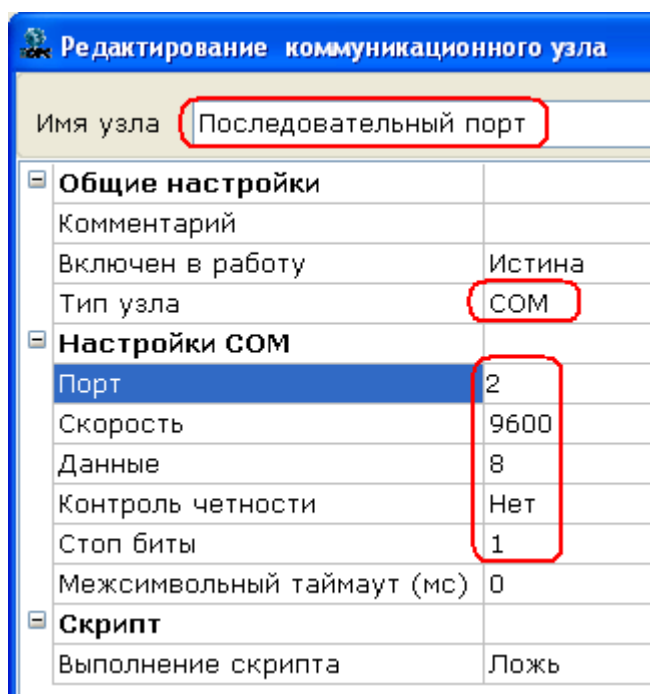 Редактирование коммуникационного узла
Имя узла Последовательный порт
Общие настройки
Комментарий
Включен в работу Истина
Тип узла COM
Настройки COM
Порт 2
Скорость 9600
Данные 8
Контроль четности Нет
Стоп биты 1
Межсимвольный таймаут (мс) 0
Скрипт
Выполнение скрипта Ложь